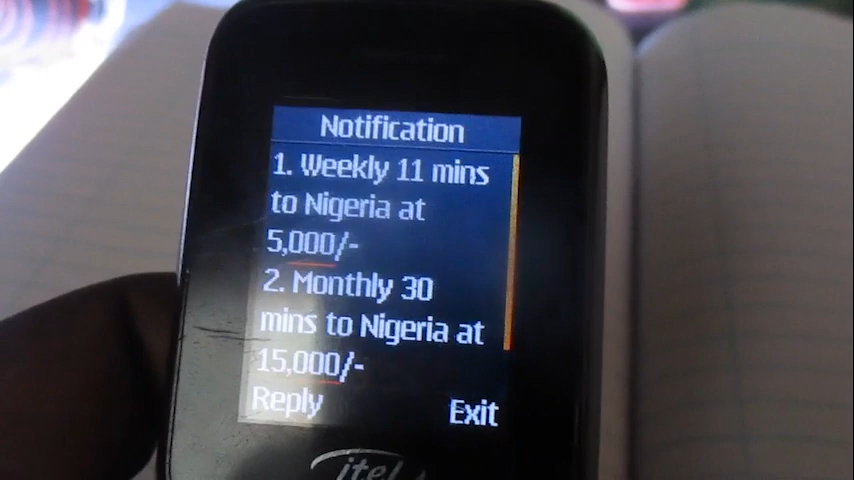 Notification
1. Weekly 11 mins
to Nigeria at
5,000/-
2. Monthly 30
mins to Nigeria at
15,000/-
Reply Exit
itel